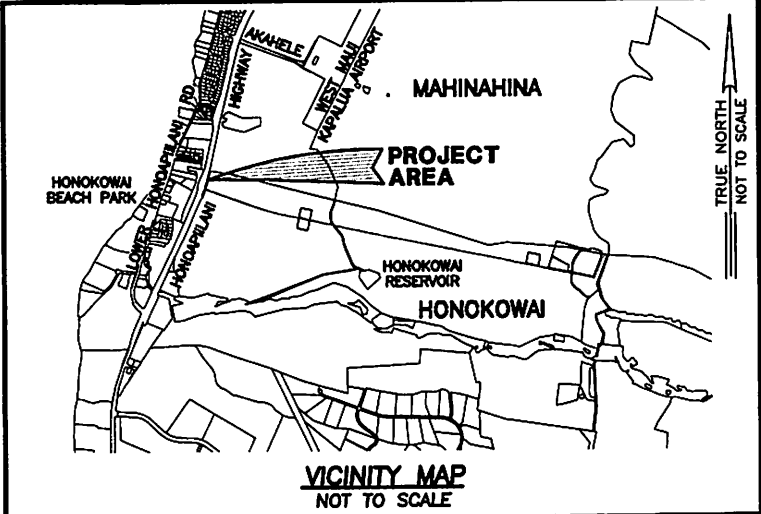 AKAHELE
WEST MAUI
KAPALUA AIRPORT
HIGHWAY
MAHINAHINA
LOWER HONOAPIILANI RD
PROJECT
AREA
HONOKOWAI
BEACH PARK
HONOAPIILANI
HONOKOWAI
RESERVOIR
HONOKOWAI
TRUE NORTH
NOT TO SCALE
VICINITY MAP
NOT TO SCALE